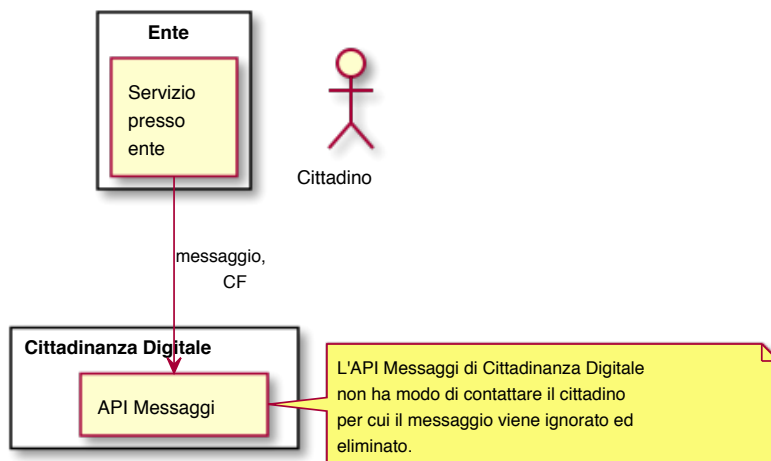 Ente
Servizio
presso
ente
Cittadino
messaggio,
CF
Cittadinanza Digitale
API Messaggi
L'API Messaggi di Cittadinanza Digitale
non ha modo di contattare il cittadino
per cui il messaggio viene ignorato ed
eliminato.